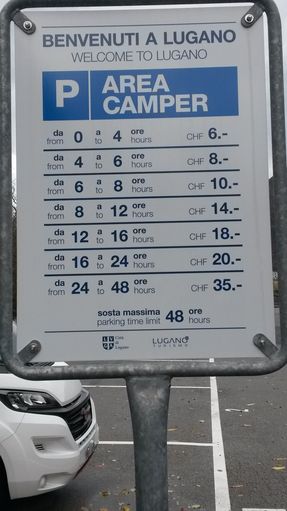 BENVENUTI A LUGANO
WELCOME TO LUGANO
P AREA
CAMPER
da from 0 a to 4 ore hours CHF 6.-
da from 4 a to 6 ore hours CHF 8.-
da from 6 a to 8 ore hours CHF 10.-
da from 8 a to 12 ore hours CHF 14.-
da from 12 a to 16 ore hours CHF 18.-
da from 16 a to 24 ore hours CHF 20.-
da from 24 a to 48 ore hours CHF 35.-
sosta massima parking time limit 48 ore hours
Città di Lugano
LUGANO TURISMO